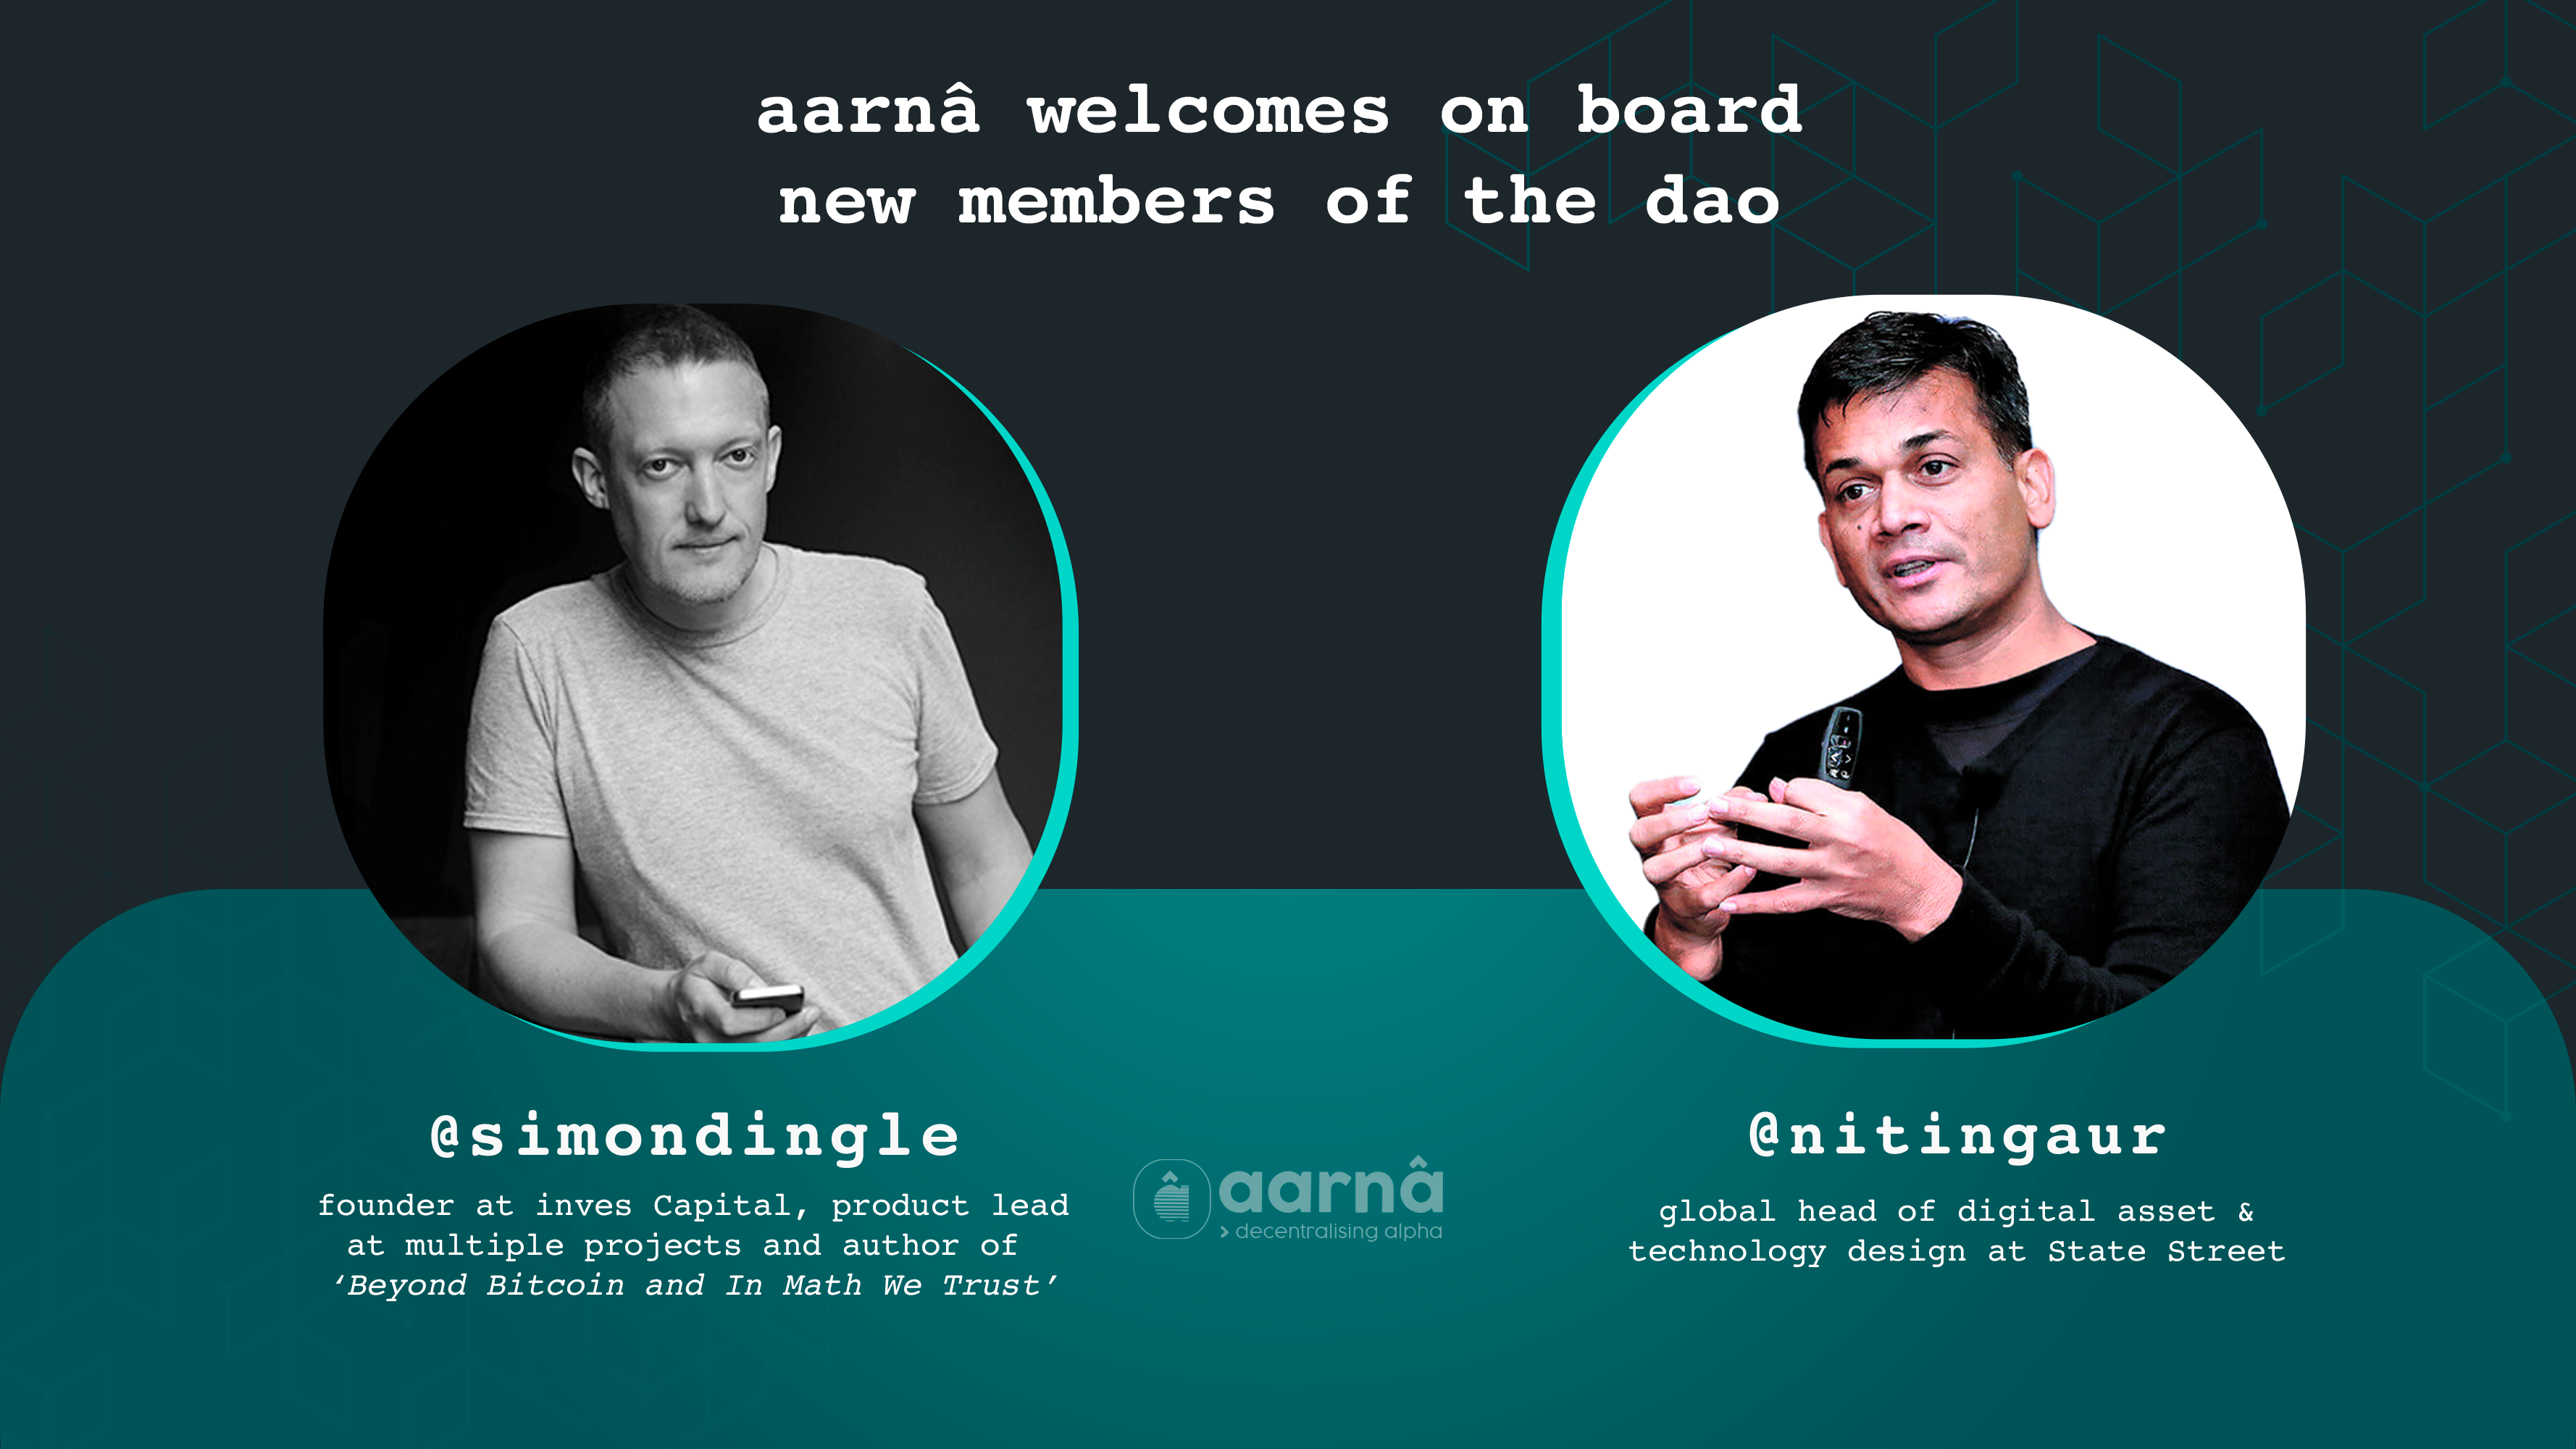 aarnâ welcomes on board
new members of the dao
@simondingle
founder at inves Capital, product lead
at multiple projects and author of
‘Beyond Bitcoin and In Math We Trust’
aarnâ
> decentralising alpha
@nitingaur
global head of digital asset &
technology design at State Street